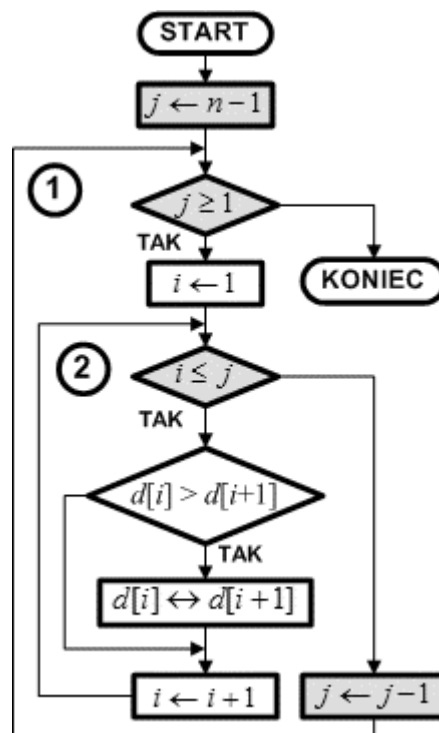 START
j ← n – 1
1
j ≥ 1
TAK
i ← 1
KONIEC
2
i ≤ j
TAK
d[i] > d[i+1]
TAK
d[i] ↔ d[i + 1]
i ← i + 1
j ← j – 1